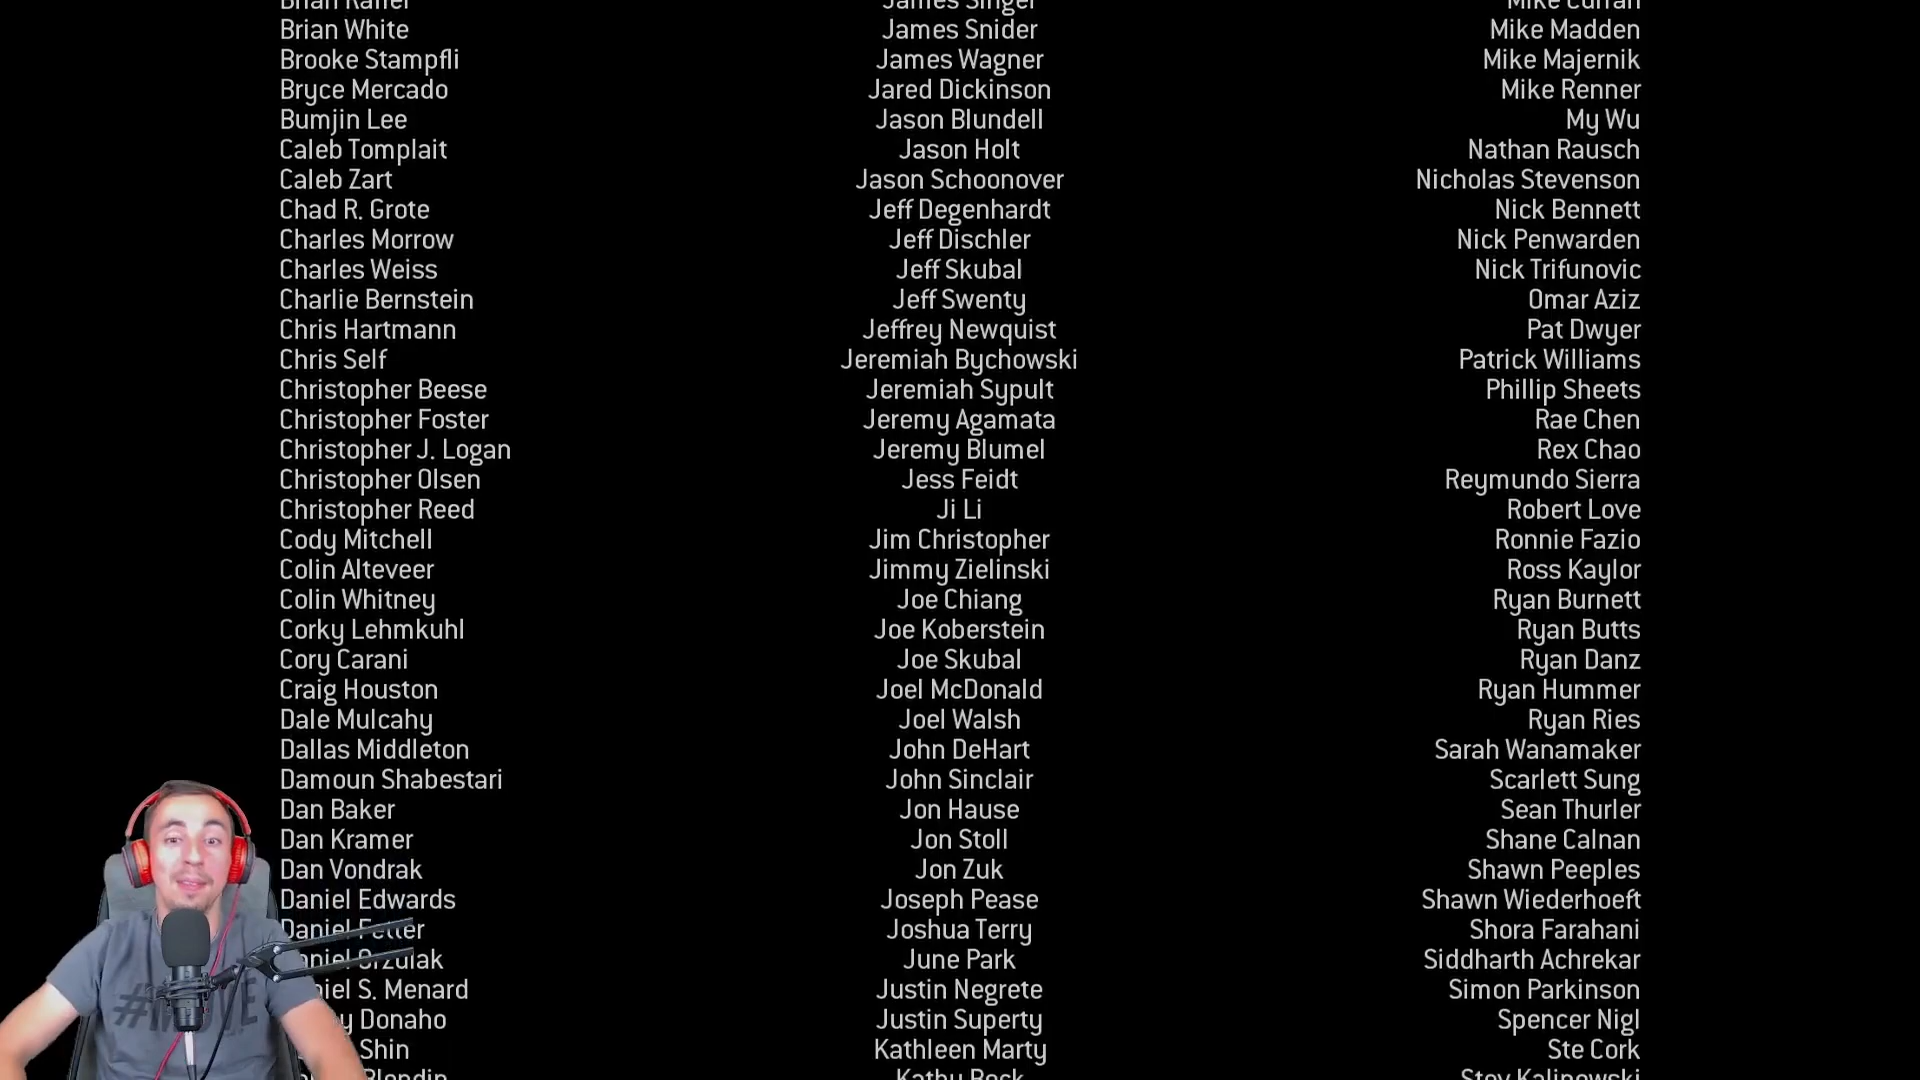 Brian White
Brooke Stampfli
Bryce Mercado
Bumjin Lee
Caleb Tomplait
Caleb Zart
Chad R. Grote
Charles Morrow
Charles Weiss
Charlie Bernstein
Chris Hartmann
Chris Self
Christopher Beese
Christopher Foster
Christopher J. Logan
Christopher Olsen
Christopher Reed
Cody Mitchell
Colin Alteveer
Colin Whitney
Corky Lehmkuhl
Cory Carani
Craig Houston
Dale Mulcahy
Dallas Middleton
Damoun Shabestari
Dan Baker
Dan Kramer
Dan Vondrak
Daniel Edwards
Daniel
S. Menard
Donaho
Shin
James Singer
James Snider
James Wagner
Jared Dickinson
Jason Blundell
Jason Holt
Jason Schoonover
Jeff Degenhardt
Jeff Dischler
Jeff Skubal
Jeff Swenty
Jeffrey Newquist
Jeremiah Bychowski
Jeremiah Sypult
Jeremy Agamata
Jeremy Blumel
Jess Feidt
Ji Li
Jim Christopher
Jimmy Zielinski
Joe Chiang
Joe Koberstein
Joe Skubal
Joel McDonald
Joel Walsh
John DeHart
John Sinclair
Jon Hause
Jon Stoll
Jon Zuk
Joseph Pease
Joshua Terry
June Park
Justin Negrete
Justin Superty
Kathleen Marty
Mike Curran
Mike Madden
Mike Majernik
Mike Renner
My Wu
Nathan Rausch
Nicholas Stevenson
Nick Bennett
Nick Penwarden
Nick Trifunovic
Omar Aziz
Pat Dwyer
Patrick Williams
Phillip Sheets
Rae Chen
Rex Chao
Reymundo Sierra
Robert Love
Ronnie Fazio
Ross Kaylor
Ryan Burnett
Ryan Butts
Ryan Danz
Ryan Hummer
Ryan Ries
Sarah Wanamaker
Scarlett Sung
Sean Thurler
Shane Calnan
Shawn Peeples
Shawn Wiederhoeft
Shora Farahani
Siddharth Achrekar
Simon Parkinson
Spencer Nigl
Ste Cork